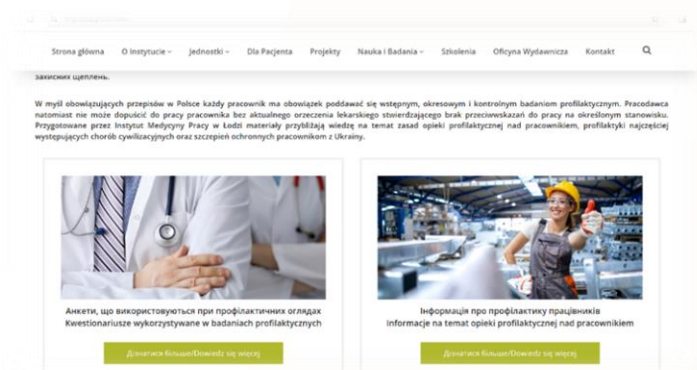 Strona główna O Instytucie Jednostki Dla Pacjenta Projekty Nauka i Badania Szkolenia Oficyna Wydawnicza Kontakt
захисних щеплень.
W myśl obowiązujących przepisów w Polsce każdy pracownik ma obowiązek poddawać się wstępnym, okresowym i kontrolnym badaniom profilaktycznym. Pracodawca
natomiast nie może dopuścić do pracy pracownika bez aktualnego orzeczenia lekarskiego stwierdzającego brak przeciwwskazań do pracy na określonym stanowisku.
Przygotowane przez Instytut Medycyny Pracy w Łodzi materiały przybliżają wiedzę na temat zasad opieki profilaktycznej nad pracownikiem, profilaktyki najczęściej
występujących chorób cywilizacyjnych oraz szczepień ochronnych pracownikom z Ukrainy.
Анкети, що використовуються при профілактичних оглядах
Kwestionariusze wykorzystywane w badaniach profilaktycznych
Дізнатися більше/Dowiedz się więcej
Інформація про профілактику працівників
Informacje na temat opieki profilaktycznej nad pracownikiem
Дізнатися більше/Dowiedz się więcej